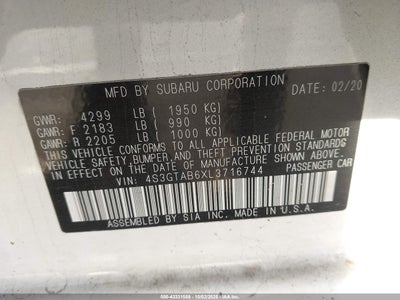 MFD BY SUBARU CORPORATION DATE: 02/20
GVWR: 4299 LB ( 1950 KG)
GAWR: F 2183 LB ( 990 KG)
GAWR: R 2205 LB ( 1000 KG)
THIS VEHICLE CONFORMS TO ALL APPLICABLE FEDERAL MOTOR
VEHICLE SAFETY, BUMPER, AND THEFT PREVENTION STANDARDS
IN EFFECT ON THE DATE OF MANUFACTURE SHOWN ABOVE.
VIN: 4S3GTAB6XL3716744 PASSENGER CAR
ASSEMBLED BY SIA INC. MADE IN U.S.A.